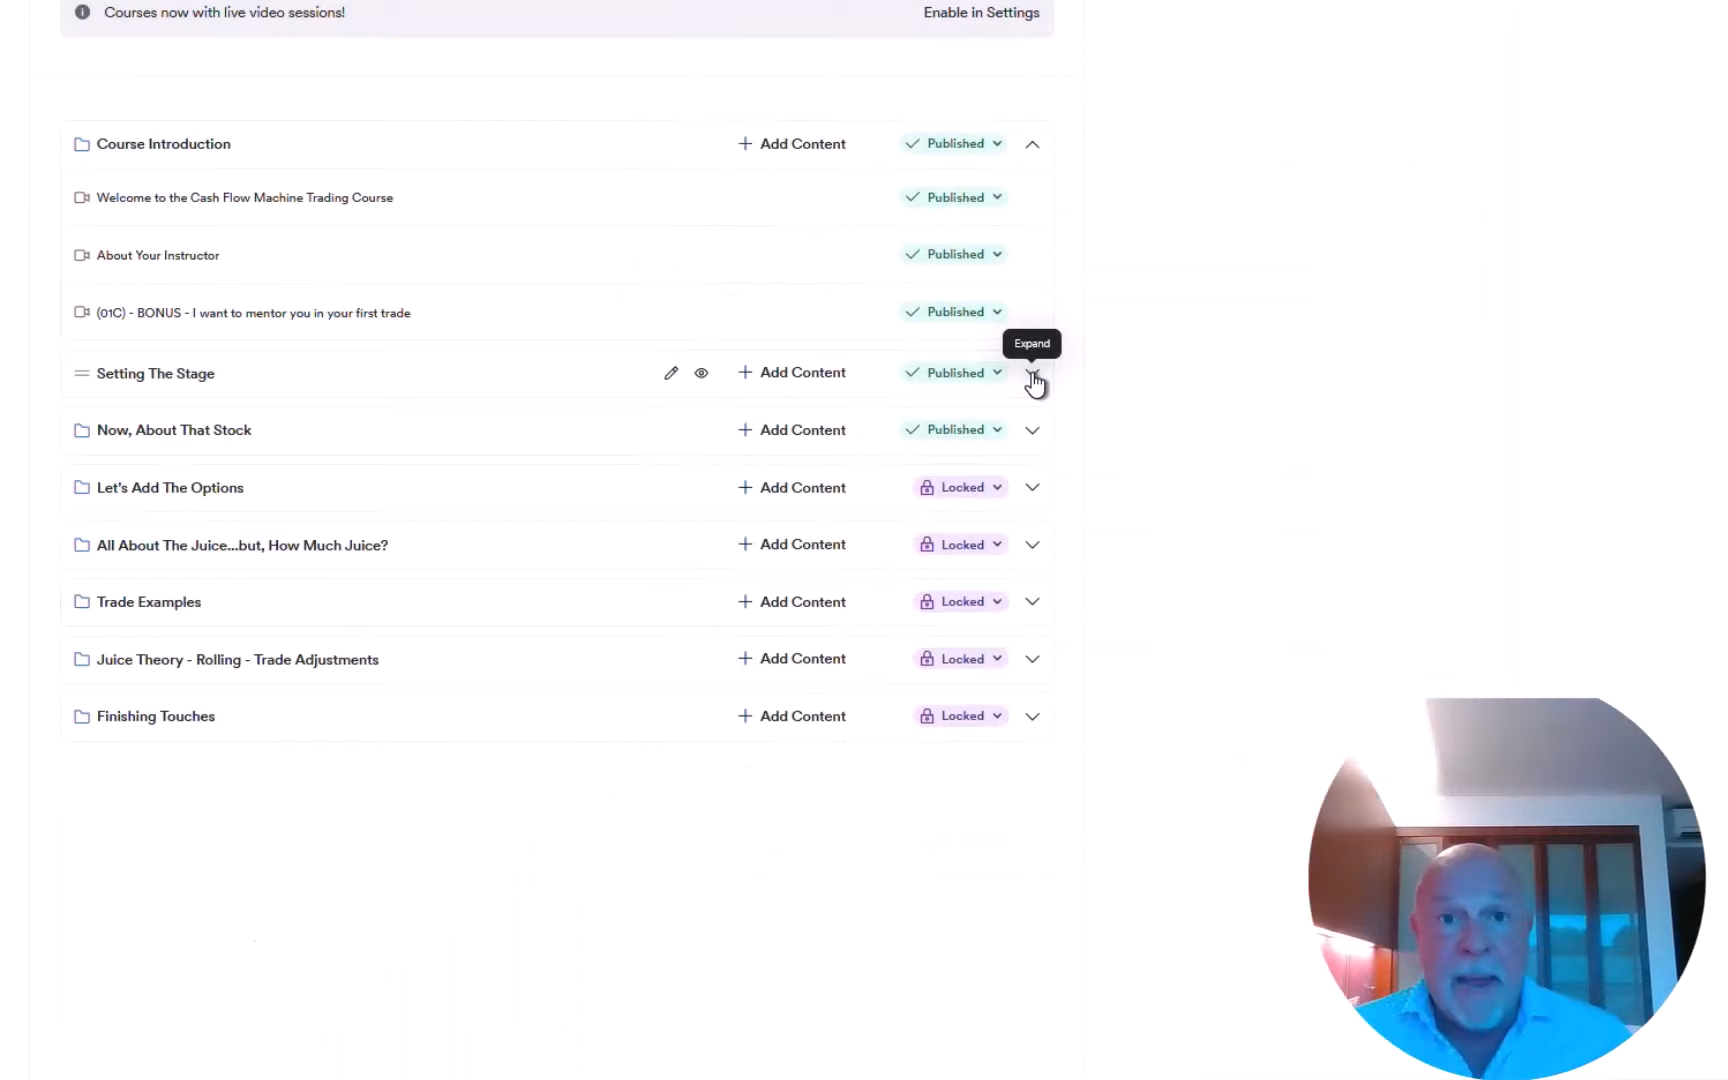 Courses now with live video sessions! Enable in Settings
Course Introduction + Add Content Published
Welcome to the Cash Flow Machine Trading Course Published
About Your Instructor Published
(01C) - BONUS - I want to mentor you in your first trade Published
Expand
Setting The Stage + Add Content Published
Now, About That Stock + Add Content Published
Let's Add The Options + Add Content Locked
All About The Juice...but, How Much Juice? + Add Content Locked
Trade Examples + Add Content Locked
Juice Theory - Rolling - Trade Adjustments + Add Content Locked
Finishing Touches + Add Content Locked